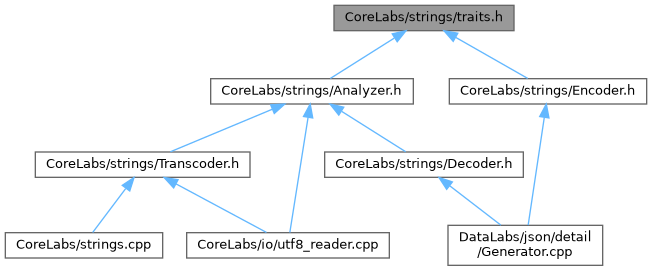 CoreLabs/strings/traits.h
CoreLabs/strings/Analyzer.h
CoreLabs/strings/Encoder.h
CoreLabs/strings/Transcoder.h
CoreLabs/strings/Decoder.h
CoreLabs/strings.cpp
CoreLabs/io/utf8_reader.cpp
DataLabs/json/detail
/Generator.cpp